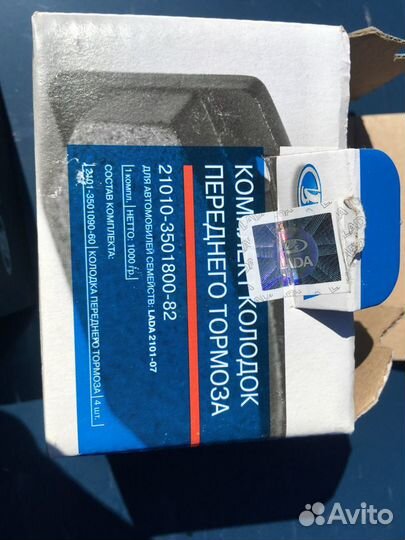 КОМПЛЕКТ КОЛОДОК
ПЕРЕДНЕГО ТОРМОЗА
21010-3501800-82
ДЛЯ АВТОМОБИЛЕЙ СЕМЕЙСТВ: LADA 2101-07
1 компл. НЕТТО: 1000 гр.
СОСТАВ КОМПЛЕКТА:
2101-3501090-60 КОЛОДКА ПЕРЕДНЕГО ТОРМОЗА 4 шт.
LADA
Avito